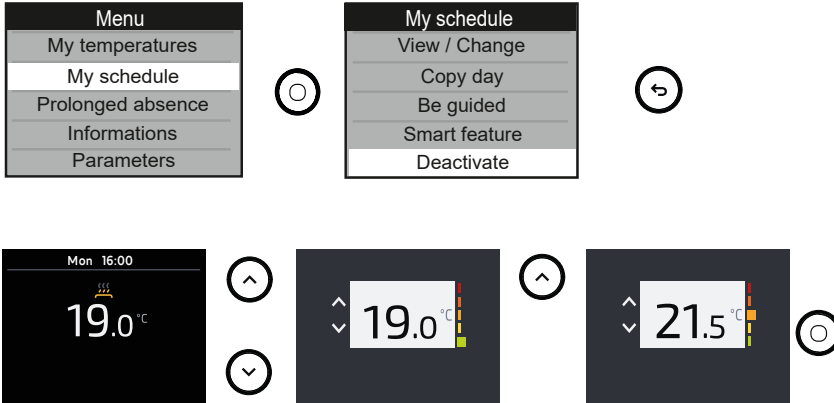 Menu
My temperatures
My schedule
Prolonged absence
Informations
Parameters
My schedule
View / Change
Copy day
Be guided
Smart feature
Deactivate
Mon 16:00
19.0 °C
19.0 °C
21.5 °C